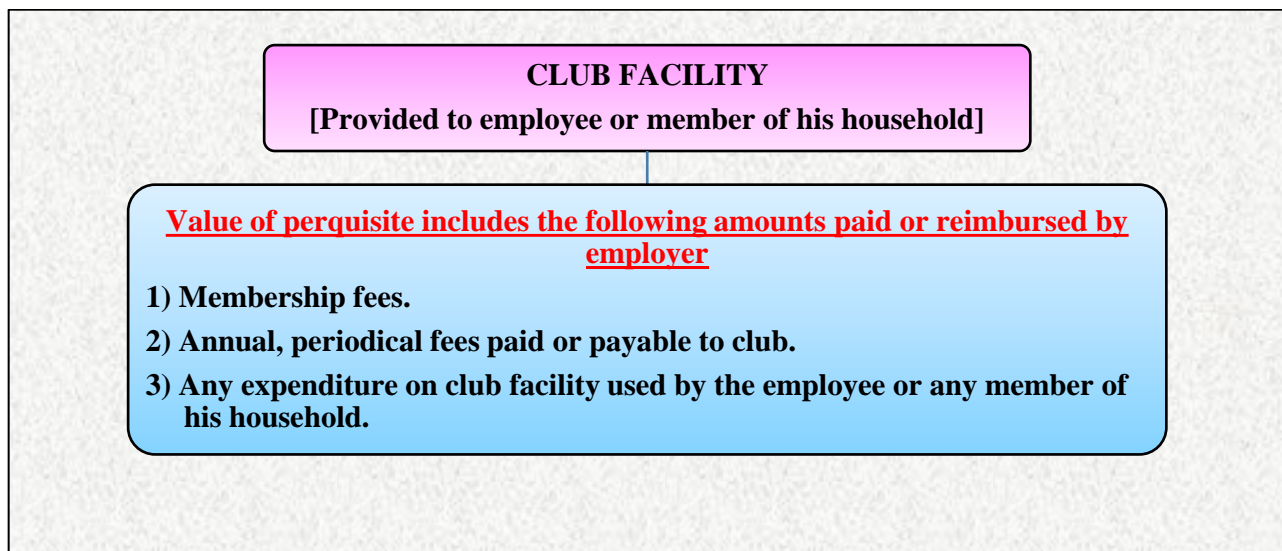 CLUB FACILITY
[Provided to employee or member of his household]
Value of perquisite includes the following amounts paid or reimbursed by
employer
1) Membership fees.
2) Annual, periodical fees paid or payable to club.
3) Any expenditure on club facility used by the employee or any member of
his household.